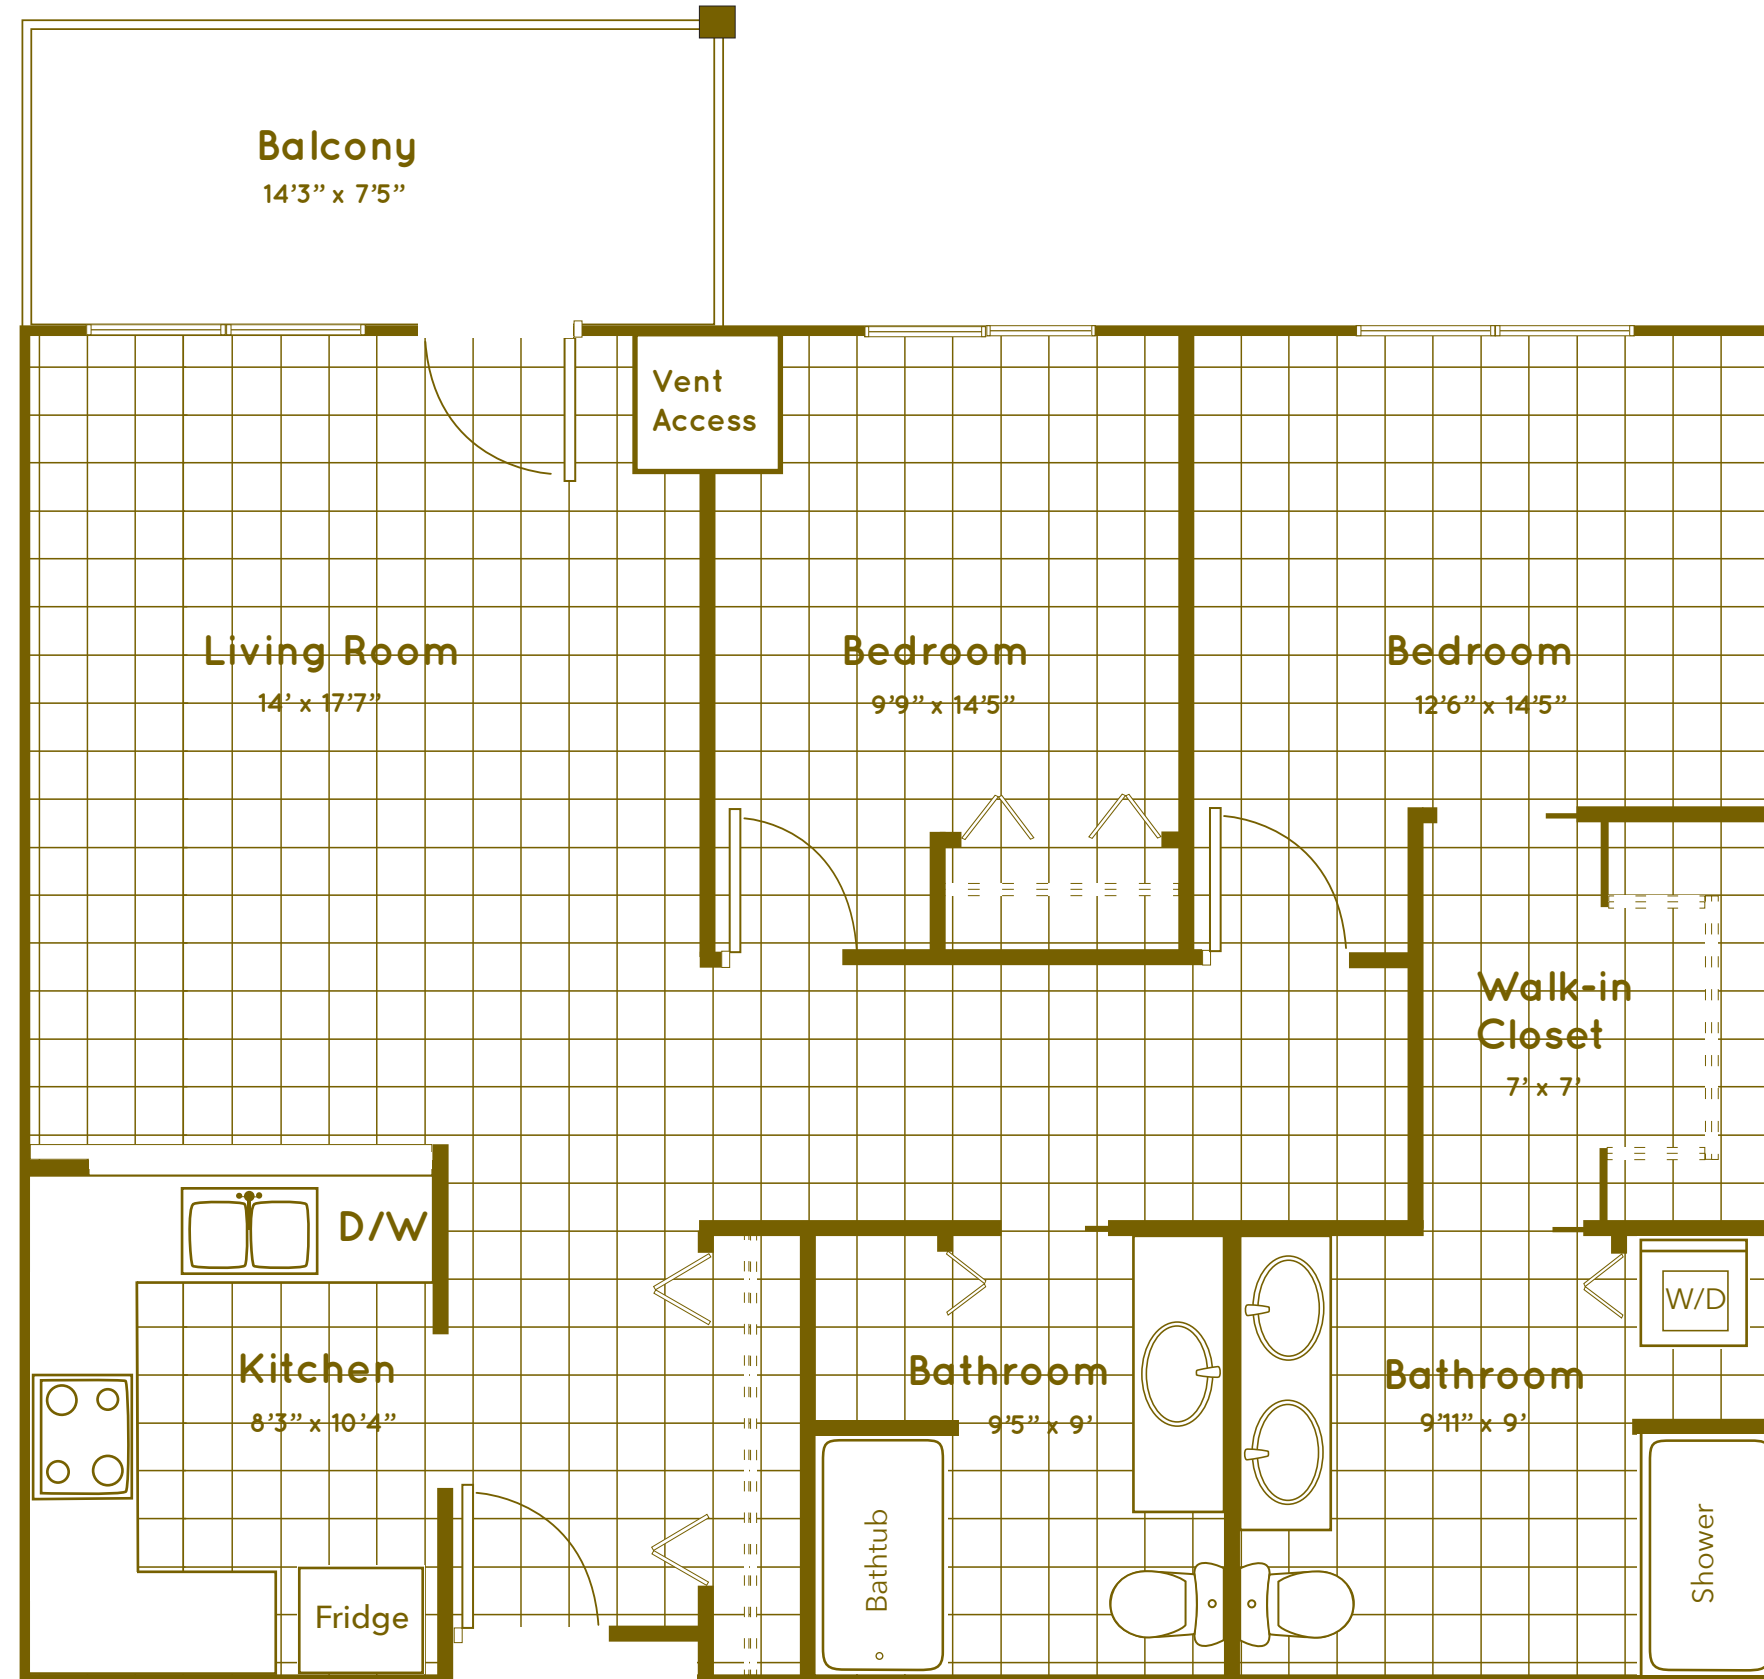 Balcony
14’3” x 7’5”
Vent
Access
Living Room
14’ x 17’7”
Bedroom
9’9” x 14’5”
Bedroom
12’6” x 14’5”
Walk-in
Closet
7’ x 7’
D/W
Kitchen
8’3” x 10’4”
Fridge
Bathroom
9’5” x 9’
Bathtub
Bathroom
9’11” x 9’
W/D
Shower